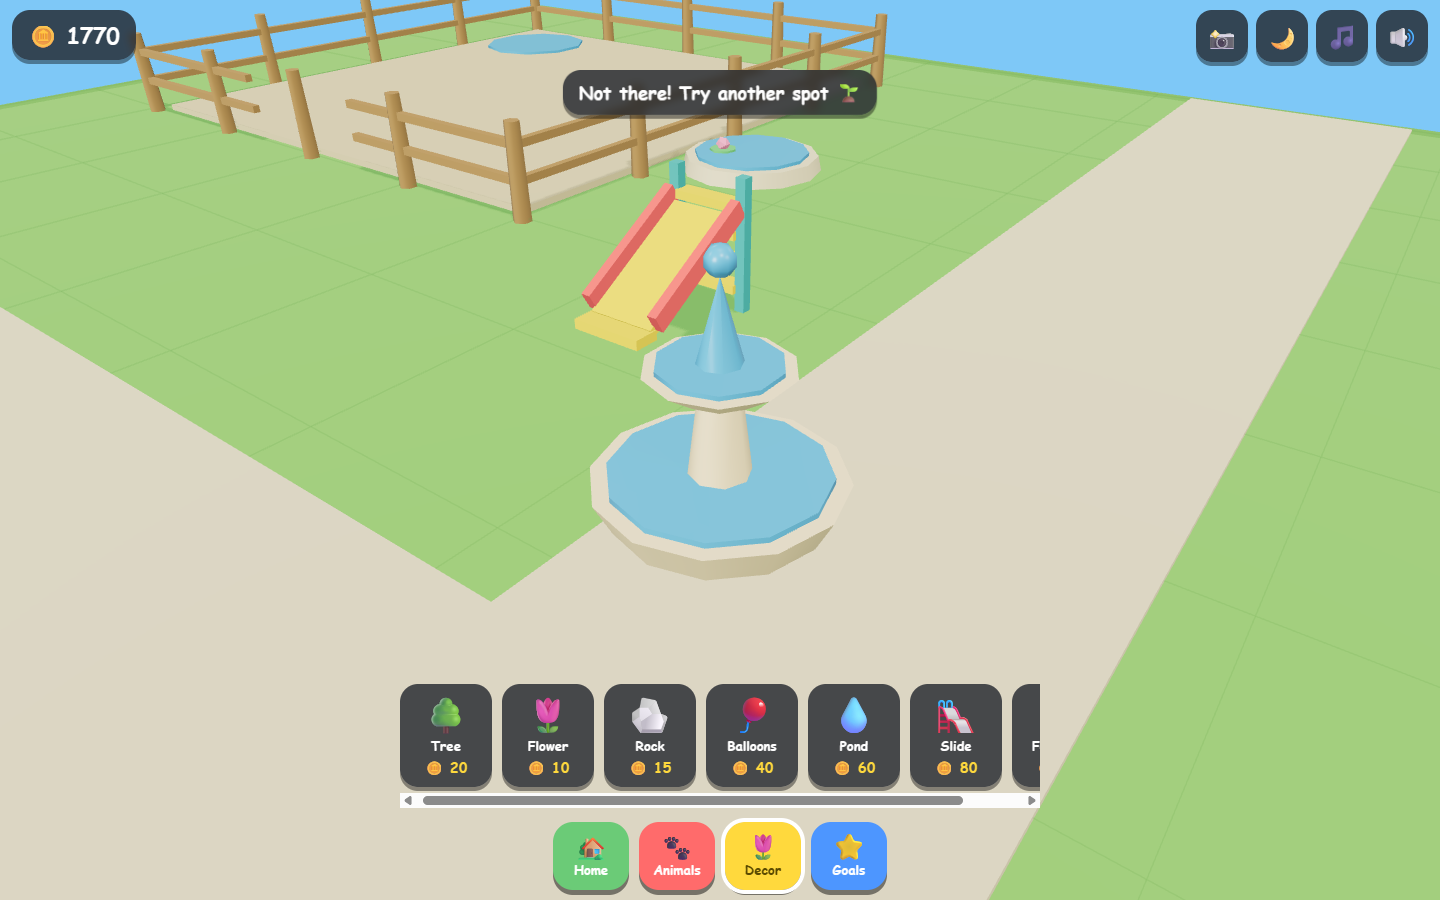 1770
Not there! Try another spot
Tree
20
Flower
10
Rock
15
Balloons
40
Pond
60
Slide
80
F
Home
Animals
Decor
Goals